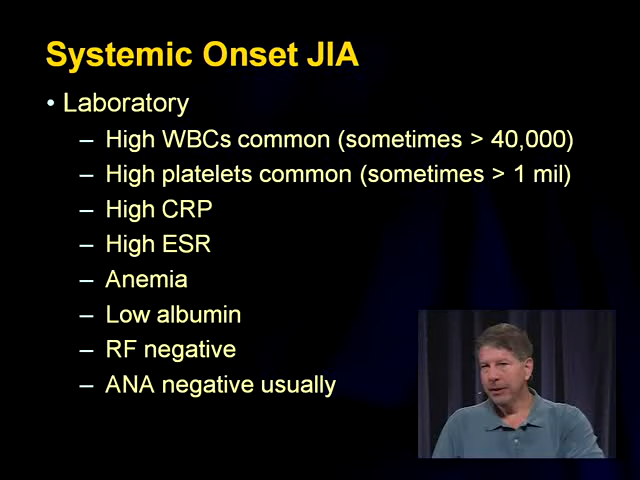 Systemic Onset JIA
• Laboratory
– High WBCs common (sometimes > 40,000)
– High platelets common (sometimes > 1 mil)
– High CRP
– High ESR
– Anemia
– Low albumin
– RF negative
– ANA negative usually